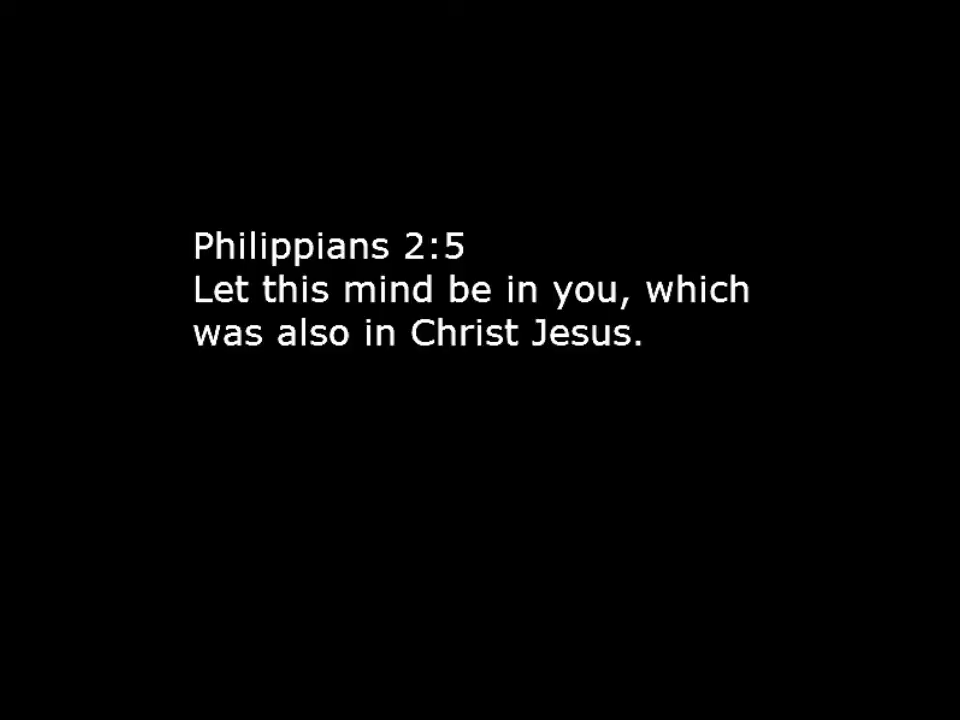 Philippians 2:5
Let this mind be in you, which
was also in Christ Jesus.